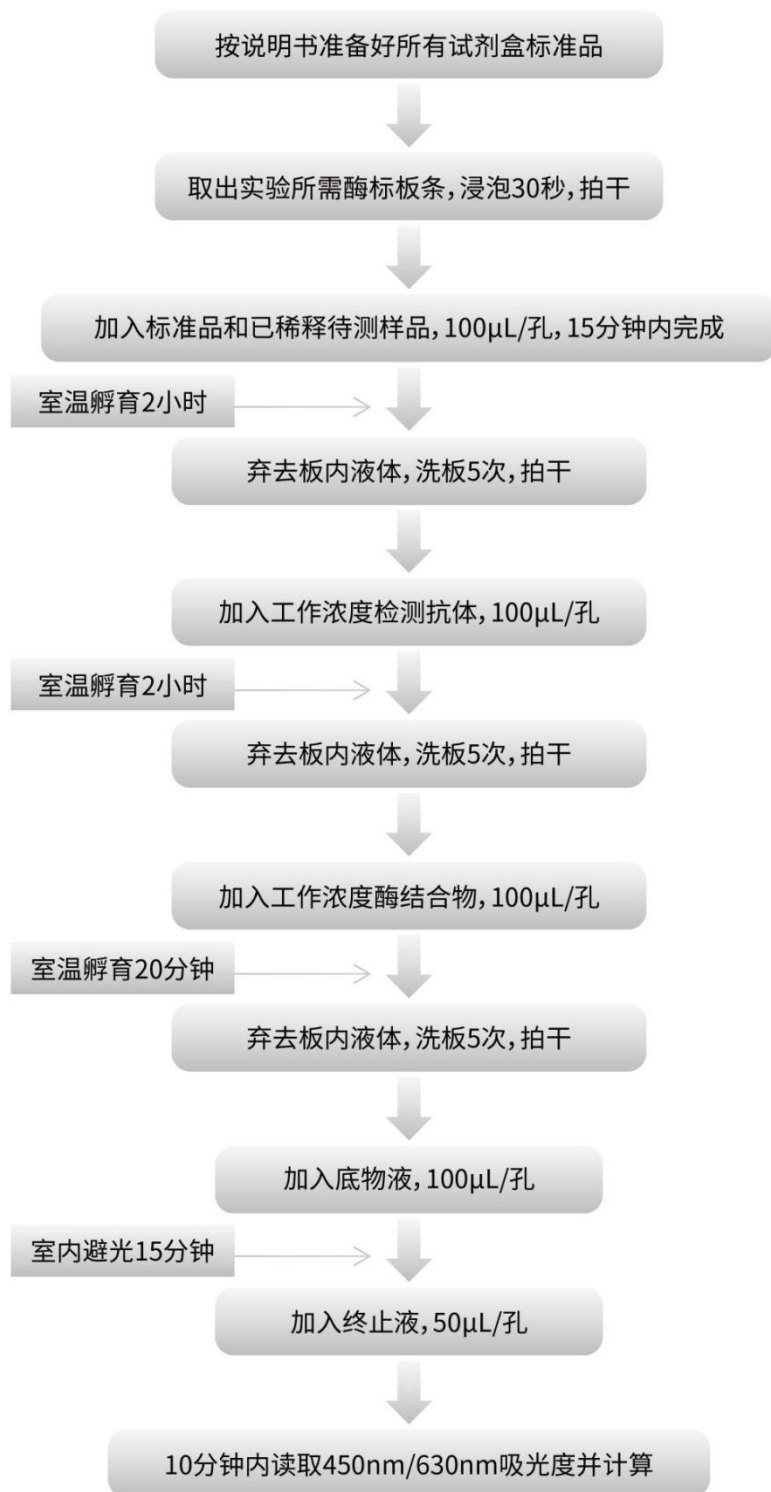 按说明书准备好所有试剂盒标准品
取出实验所需酶标板条,浸泡30秒,拍干
加入标准品和已稀释待测样品,100μL/孔,15分钟内完成
室温孵育2小时
弃去板内液体,洗板5次,拍干
加入工作浓度检测抗体,100μL/孔
室温孵育2小时
弃去板内液体,洗板5次,拍干
加入工作浓度酶结合物,100μL/孔
室温孵育20分钟
弃去板内液体,洗板5次,拍干
加入底物液,100μL/孔
室内避光15分钟
加入终止液,50μL/孔
10分钟内读取450nm/630nm吸光度并计算